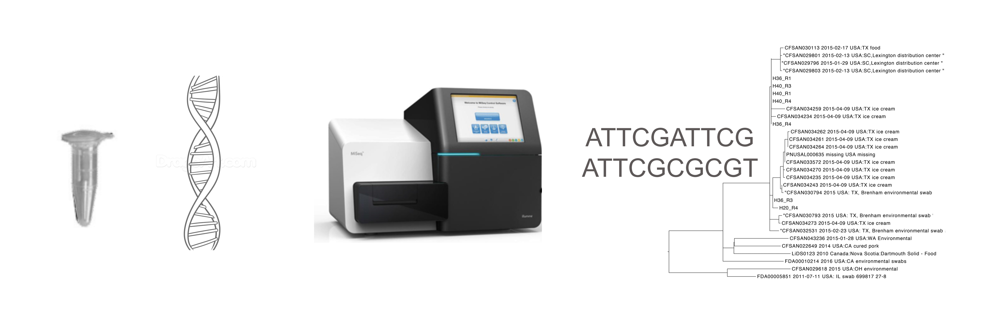 DragoArt.com
MiSeq™
Welcome to MiSeq Control Software
illumina
ATTCGATTCG
ATTCGCGCGT
CFSAN030113 2015-02-17 USA:TX food
"CFSAN029801 2015-02-13 USA:SC,Lexington distribution center "
"CFSAN029796 2015-01-29 USA:SC,Lexington distribution center "
"CFSAN029803 2015-02-13 USA:SC,Lexington distribution center "
H36_R1
H40_R3
H40_R1
H40_R4
CFSAN034259 2015-04-09 USA:TX ice cream
CFSAN034234 2015-04-09 USA:TX ice cream
H36_R4
CFSAN034262 2015-04-09 USA:TX ice cream
CFSAN034261 2015-04-09 USA:TX ice cream
CFSAN034264 2015-04-09 USA:TX ice cream
PNUSAL000635 missing USA missing
CFSAN033572 2015-04-09 USA:TX ice cream
CFSAN034270 2015-04-09 USA:TX ice cream
CFSAN034235 2015-04-09 USA:TX ice cream
CFSAN034243 2015-04-09 USA:TX ice cream
"CFSAN030794 2015 USA: TX, Brenham environmental swab
H36_R3
H20_R4
"CFSAN030793 2015 USA: TX, Brenham environmental swab '
CFSAN034273 2015-04-09 USA:TX ice cream
"CFSAN032531 2015-02-23 USA: TX, Brenham environmental swab
CFSAN043236 2015-01-28 USA:WA Environmental
CFSAN022649 2014 USA:CA cured pork
LiDS0123 2010 Canada:Nova Scotia:Dartmouth Solid - Food
FDA00010214 2016 USA:CA environmental swabs
CFSAN029618 2015 USA:OH environmental
FDA00005851 2011-07-11 USA: IL swab 699817 27-8